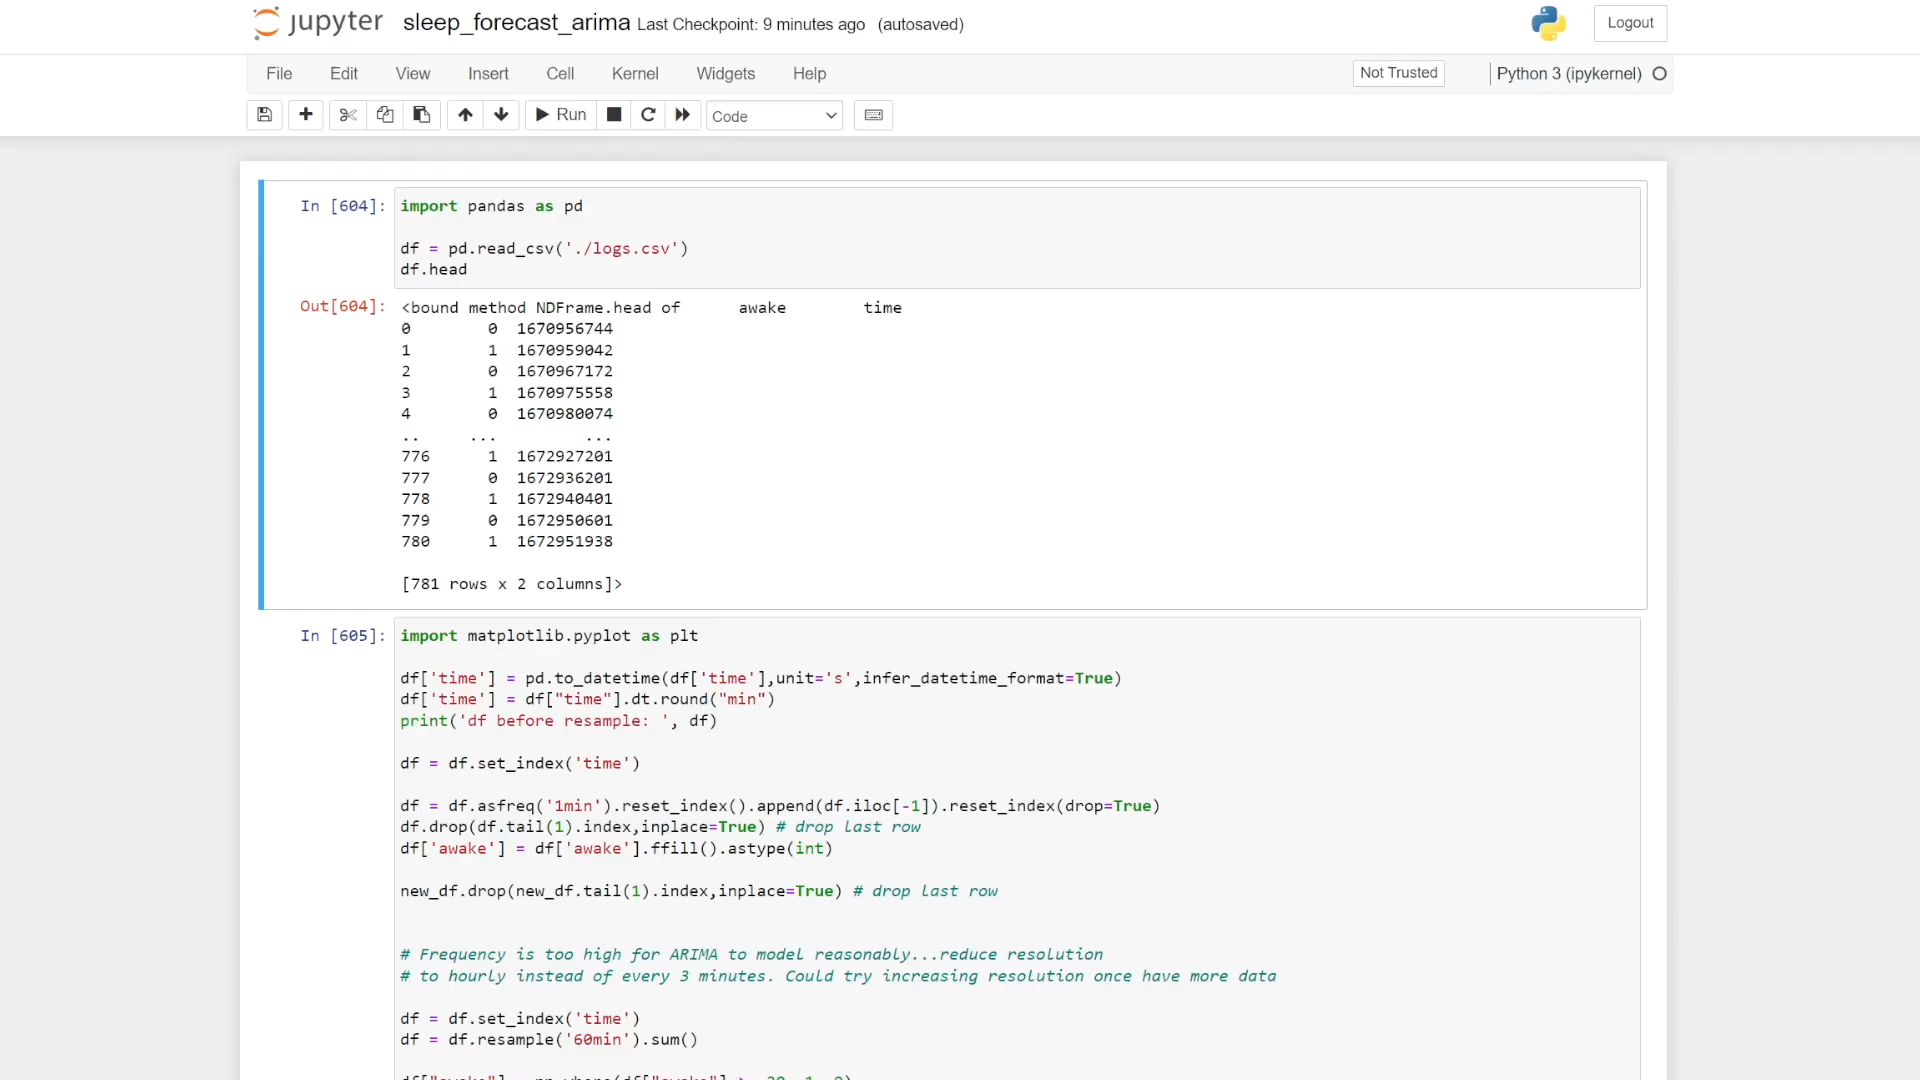 jupyter sleep_forecast_arima Last Checkpoint: 9 minutes ago (autosaved) Logout
File Edit View Insert Cell Kernel Widgets Help Not Trusted Python 3 (ipykernel)
Run Code
In [604]: import pandas as pd
df = pd.read_csv('./logs.csv')
df.head
Out[604]: <bound method NDFrame.head of awake time
0 0 1670956744
1 1 1670959042
2 0 1670967172
3 1 1670975558
4 0 1670980074
.. ... ...
776 1 1672927201
777 0 1672936201
778 1 1672940401
779 0 1672950601
780 1 1672951938
[781 rows x 2 columns]>
In [605]: import matplotlib.pyplot as plt
df['time'] = pd.to_datetime(df['time'],unit='s',infer_datetime_format=True)
df['time'] = df["time"].dt.round("min")
print('df before resample: ', df)
df = df.set_index('time')
df = df.asfreq('1min').reset_index().append(df.iloc[-1]).reset_index(drop=True)
df.drop(df.tail(1).index,inplace=True) # drop last row
df['awake'] = df['awake'].ffill().astype(int)
new_df.drop(new_df.tail(1).index,inplace=True) # drop last row
# Frequency is too high for ARIMA to model reasonably...reduce resolution
# to hourly instead of every 3 minutes. Could try increasing resolution once have more data
df = df.set_index('time')
df = df.resample('60min').sum()